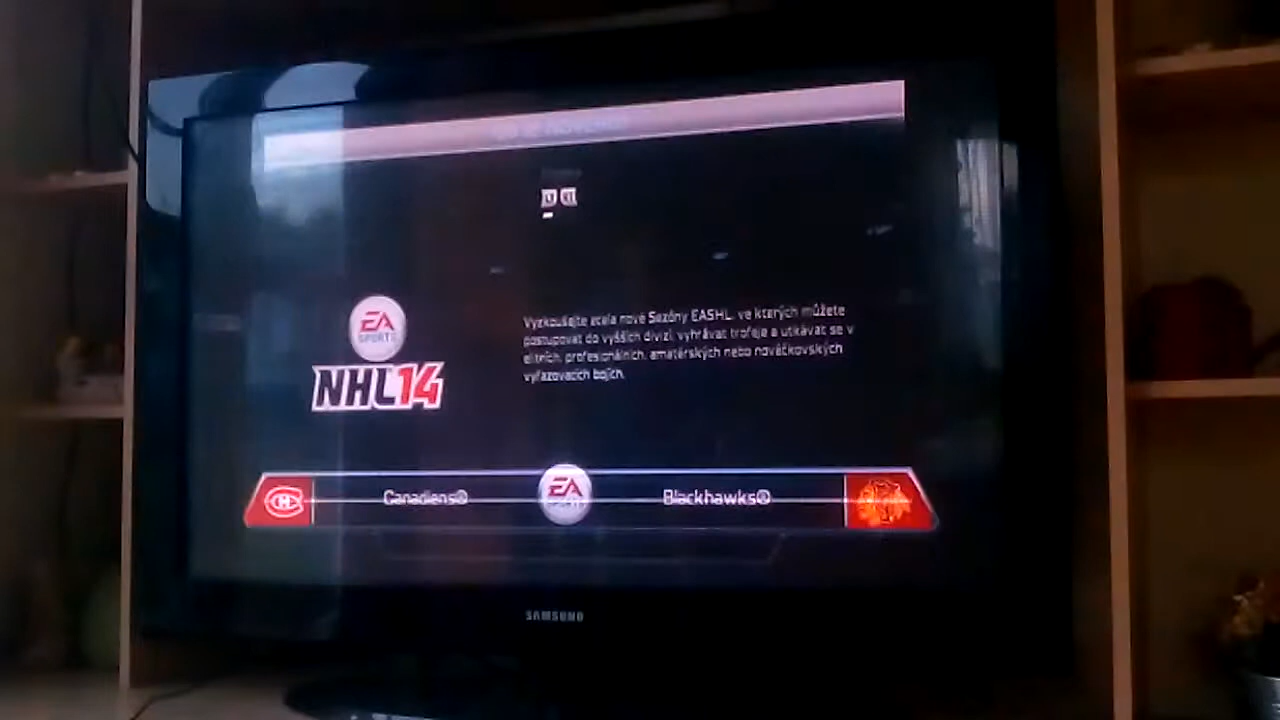 EA
SPORTS
NHL14
Vyzkoušejte zcela nové Sezóny EASHL, ve kterých můžete
postupovat do vyšších divizí, vyhrávat trofeje a utkávat se v
elitních, profesionálních, amatérských nebo nováčkovských
vyřazovacích bojích.
Canadiens®
EA
SPORTS
Blackhawks®
SAMSUNG